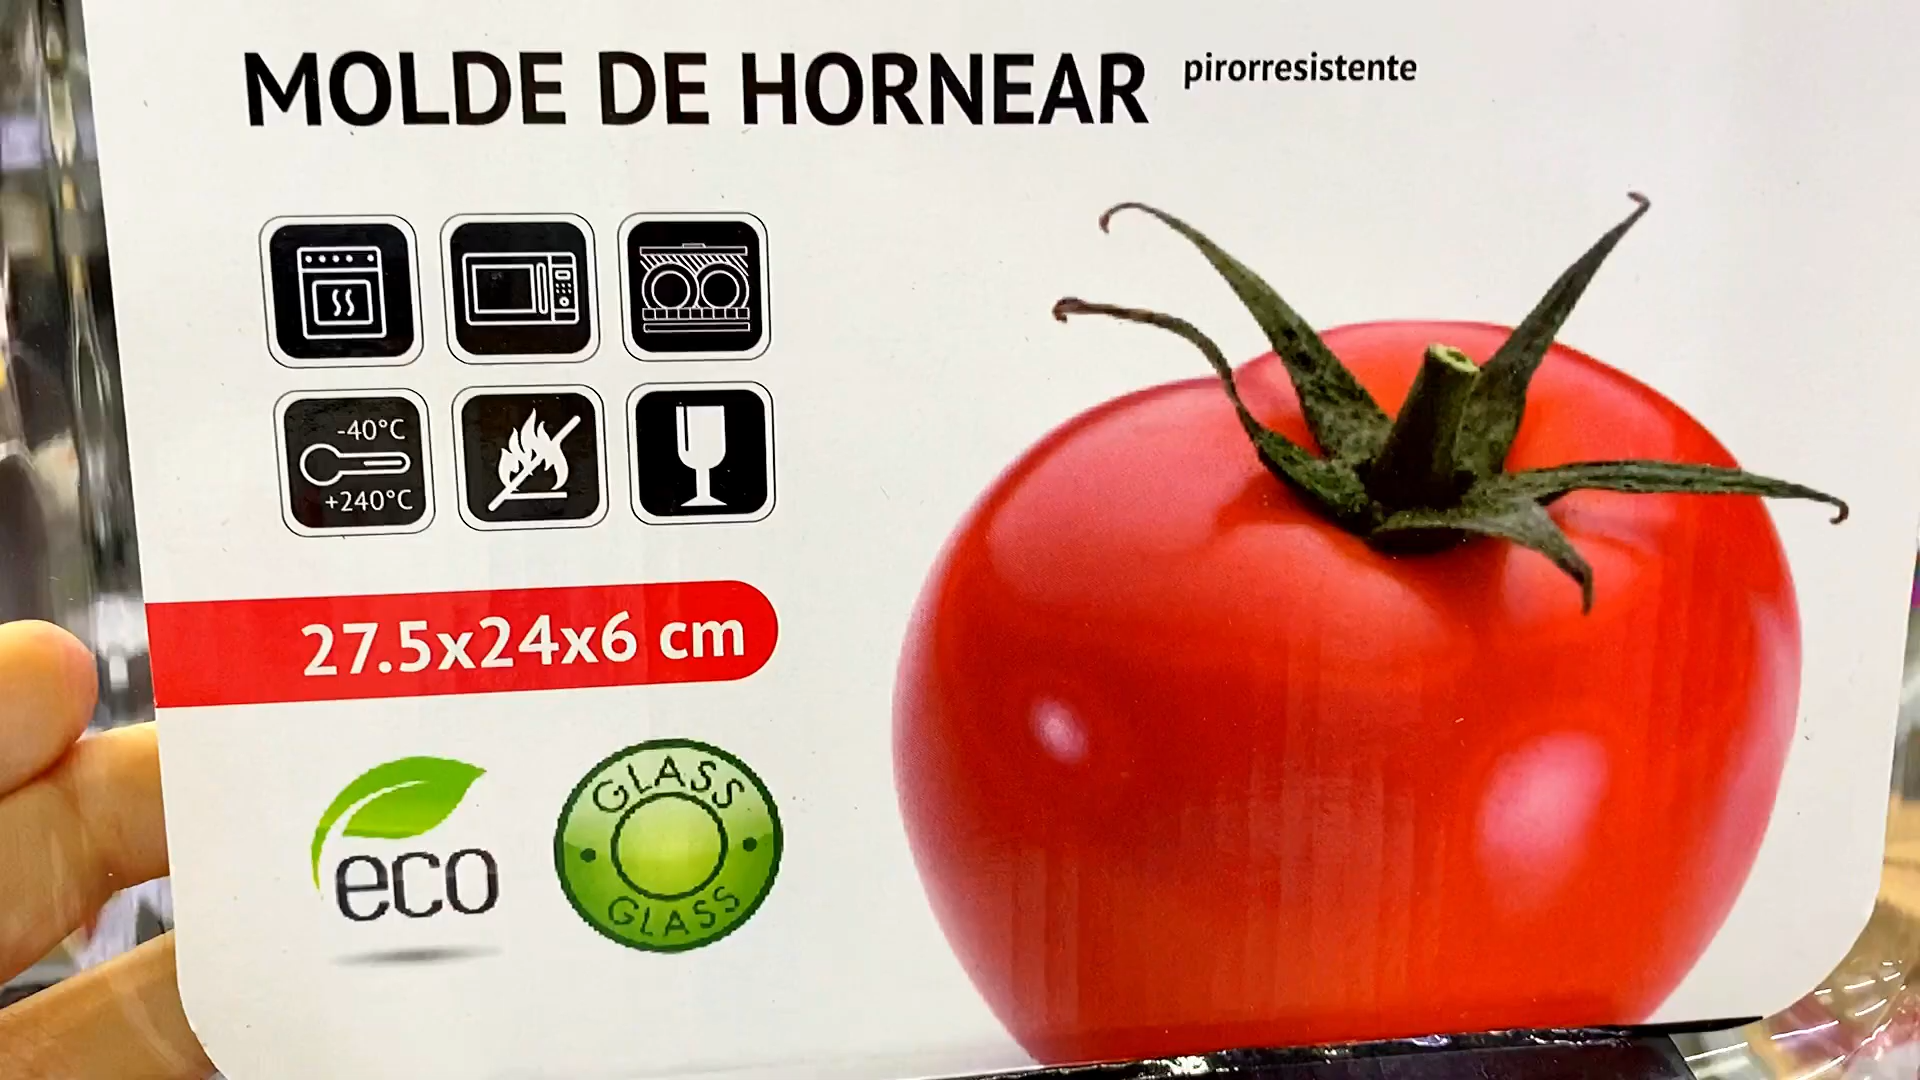 MOLDE DE HORNEAR pirorresistente
-40°C
+240°C
27.5x24x6 cm
eco
GLASS
GLASS